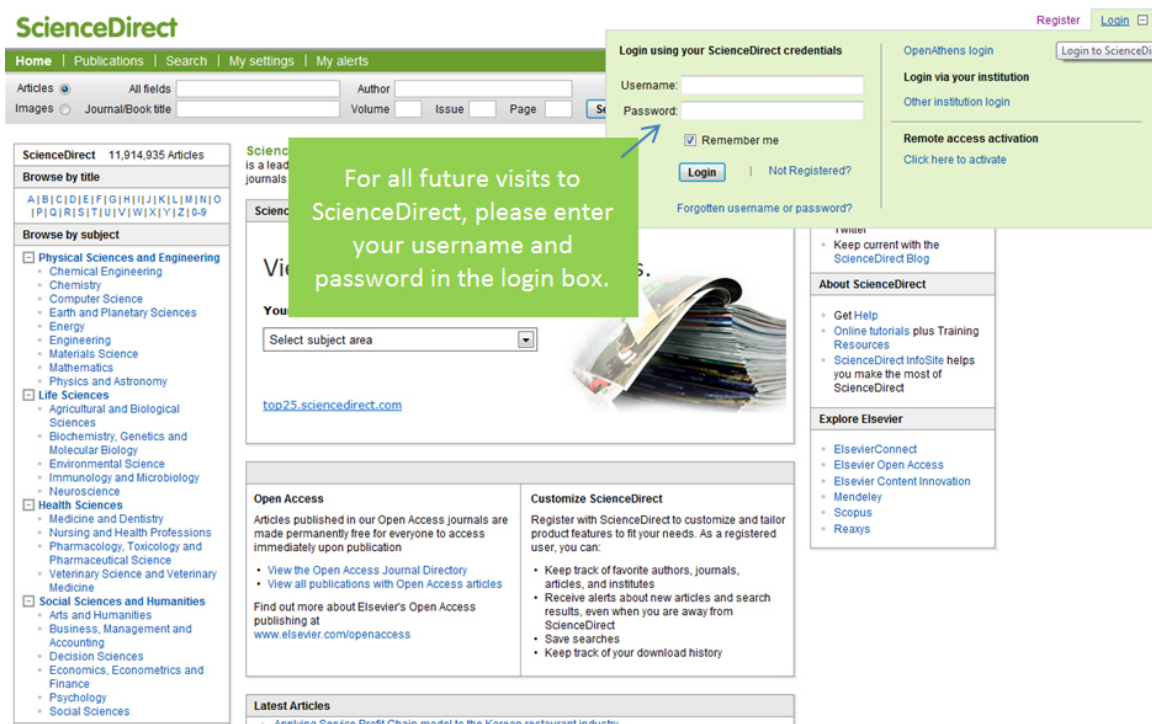 ScienceDirect
Register
Login
Home | Publications | Search | My settings | My alerts
Login using your ScienceDirect credentials
Username:
Password:
Remember me
Login | Not Registered?
Forgotten username or password?
OpenAthens login
Login to ScienceDi
Login via your institution
Other institution login
Remote access activation
Click here to activate
Articles All fields Author
Images Journal/Book title Volume Issue Page
ScienceDirect 11,914,935 Articles
Browse by title
A|B|C|D|E|F|G|H|I|J|K|L|M|N|O
|P|Q|R|S|T|U|V|W|X|Y|Z|0-9
Browse by subject
Physical Sciences and Engineering
Chemical Engineering
Chemistry
Computer Science
Earth and Planetary Sciences
Energy
Engineering
Materials Science
Mathematics
Physics and Astronomy
Life Sciences
Agricultural and Biological
Sciences
Biochemistry, Genetics and
Molecular Biology
Environmental Science
Immunology and Microbiology
Neuroscience
Health Sciences
Medicine and Dentistry
Nursing and Health Professions
Pharmacology, Toxicology and
Pharmaceutical Science
Veterinary Science and Veterinary
Medicine
Social Sciences and Humanities
Arts and Humanities
Business, Management and
Accounting
Decision Sciences
Economics, Econometrics and
Finance
Psychology
Social Sciences
is a lead
journals
For all future visits to
ScienceDirect, please enter
your username and
password in the login box.
Select subject area
top25.sciencedirect.com
Open Access
Articles published in our Open Access journals are
made permanently free for everyone to access
immediately upon publication
View the Open Access Journal Directory
View all publications with Open Access articles
Find out more about Elsevier's Open Access
publishing at
www.elsevier.com/openaccess
Customize ScienceDirect
Register with ScienceDirect to customize and tailor
product features to fit your needs. As a registered
user, you can:
Keep track of favorite authors, journals,
articles, and institutes
Receive alerts about new articles and search
results, even when you are away from
ScienceDirect
Save searches
Keep track of your download history
Latest Articles
Applying Service Profit Chain model to the Korean restaurant industry
Twitter
Keep current with the
ScienceDirect Blog
About ScienceDirect
Get Help
Online tutorials plus Training
Resources
ScienceDirect InfoSite helps
you make the most of
ScienceDirect
Explore Elsevier
ElsevierConnect
Elsevier Open Access
Elsevier Content Innovation
Mendeley
Scopus
Reaxys